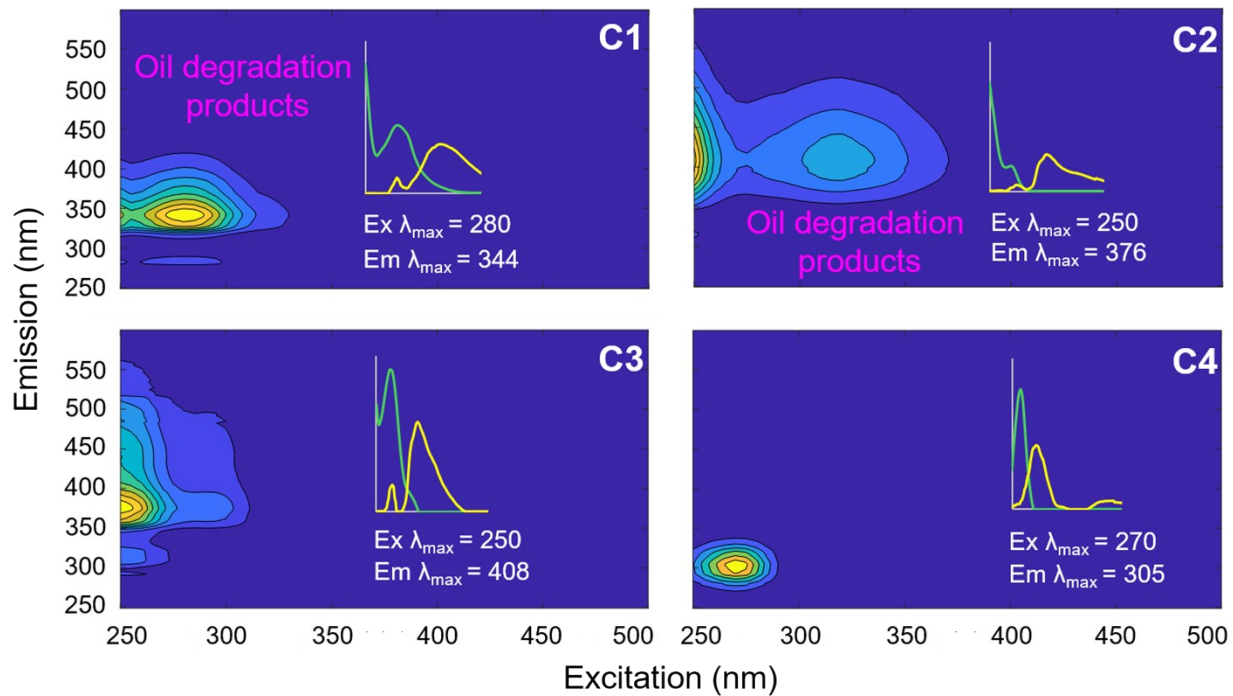 C1
Oil degradation
products
Ex λmax = 280
Em λmax = 344
C2
Oil degradation
products
Ex λmax = 250
Em λmax = 376
C3
Ex λmax = 250
Em λmax = 408
C4
Ex λmax = 270
Em λmax = 305
Emission (nm)
550
500
450
400
350
300
250
550
500
450
400
350
300
250
250
300
350
400
450
500
250
300
350
400
450
500
Excitation (nm)